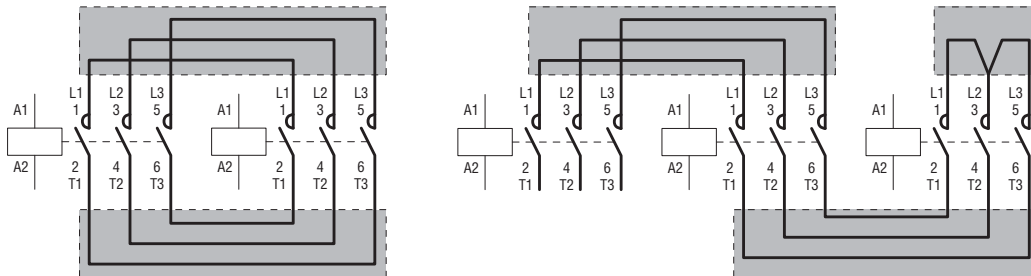 L1 L2 L3 L1 L2 L3 L1 L2 L3 L1 L2 L3 L1 L2 L3
A1 1 3 5 A1 1 3 5 A1 1 3 5 A1 1 3 5 A1 1 3 5
A2 2 4 6 A2 2 4 6 A2 2 4 6 A2 2 4 6 A2 2 4 6
T1 T2 T3 T1 T2 T3 T1 T2 T3 T1 T2 T3 T1 T2 T3